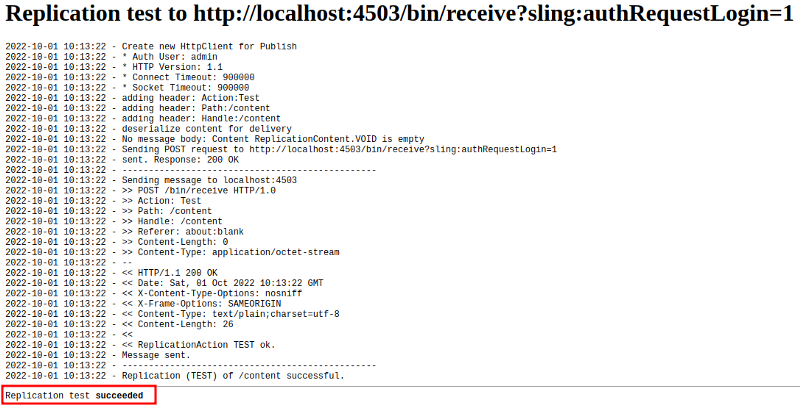 Replication test to http://localhost:4503/bin/receive?sling:authRequestLogin=1
2022-10-01 10:13:22 - Create new HttpClient for Publish
2022-10-01 10:13:22 - * Auth User: admin
2022-10-01 10:13:22 - * HTTP Version: 1.1
2022-10-01 10:13:22 - * Connect Timeout: 900000
2022-10-01 10:13:22 - * Socket Timeout: 900000
2022-10-01 10:13:22 - adding header: Action:Test
2022-10-01 10:13:22 - adding header: Path:/content
2022-10-01 10:13:22 - adding header: Handle:/content
2022-10-01 10:13:22 - deserialize content for delivery
2022-10-01 10:13:22 - No message body: Content ReplicationContent.VOID is empty
2022-10-01 10:13:22 - Sending POST request to http://localhost:4503/bin/receive?sling:authRequestLogin=1
2022-10-01 10:13:22 - sent. Response: 200 OK
2022-10-01 10:13:22 - ------------------------------------------------
2022-10-01 10:13:22 - Sending message to localhost:4503
2022-10-01 10:13:22 - >> POST /bin/receive HTTP/1.0
2022-10-01 10:13:22 - >> Action: Test
2022-10-01 10:13:22 - >> Path: /content
2022-10-01 10:13:22 - >> Handle: /content
2022-10-01 10:13:22 - >> Referer: about:blank
2022-10-01 10:13:22 - >> Content-Length: 0
2022-10-01 10:13:22 - >> Content-Type: application/octet-stream
2022-10-01 10:13:22 - --
2022-10-01 10:13:22 - << HTTP/1.1 200 OK
2022-10-01 10:13:22 - << Date: Sat, 01 Oct 2022 10:13:22 GMT
2022-10-01 10:13:22 - << X-Content-Type-Options: nosniff
2022-10-01 10:13:22 - << X-Frame-Options: SAMEORIGIN
2022-10-01 10:13:22 - << Content-Type: text/plain;charset=utf-8
2022-10-01 10:13:22 - << Content-Length: 26
2022-10-01 10:13:22 - <<
2022-10-01 10:13:22 - << ReplicationAction TEST ok.
2022-10-01 10:13:22 - Message sent.
2022-10-01 10:13:22 - ------------------------------------------------
2022-10-01 10:13:22 - Replication (TEST) of /content successful.
Replication test succeeded